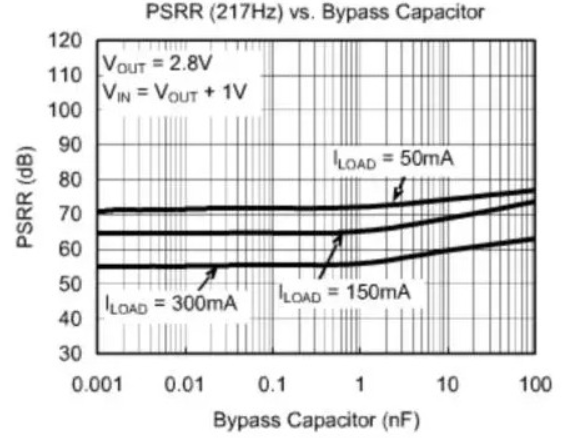 PSRR (217Hz) vs. Bypass Capacitor
120
110
100
90
80
70
60
50
40
30
PSRR (dB)
VOUT = 2.8V
VIN = VOUT + 1V
ILOAD = 50mA
ILOAD = 300mA
ILOAD = 150mA
0.001 0.01 0.1 1 10 100
Bypass Capacitor (nF)